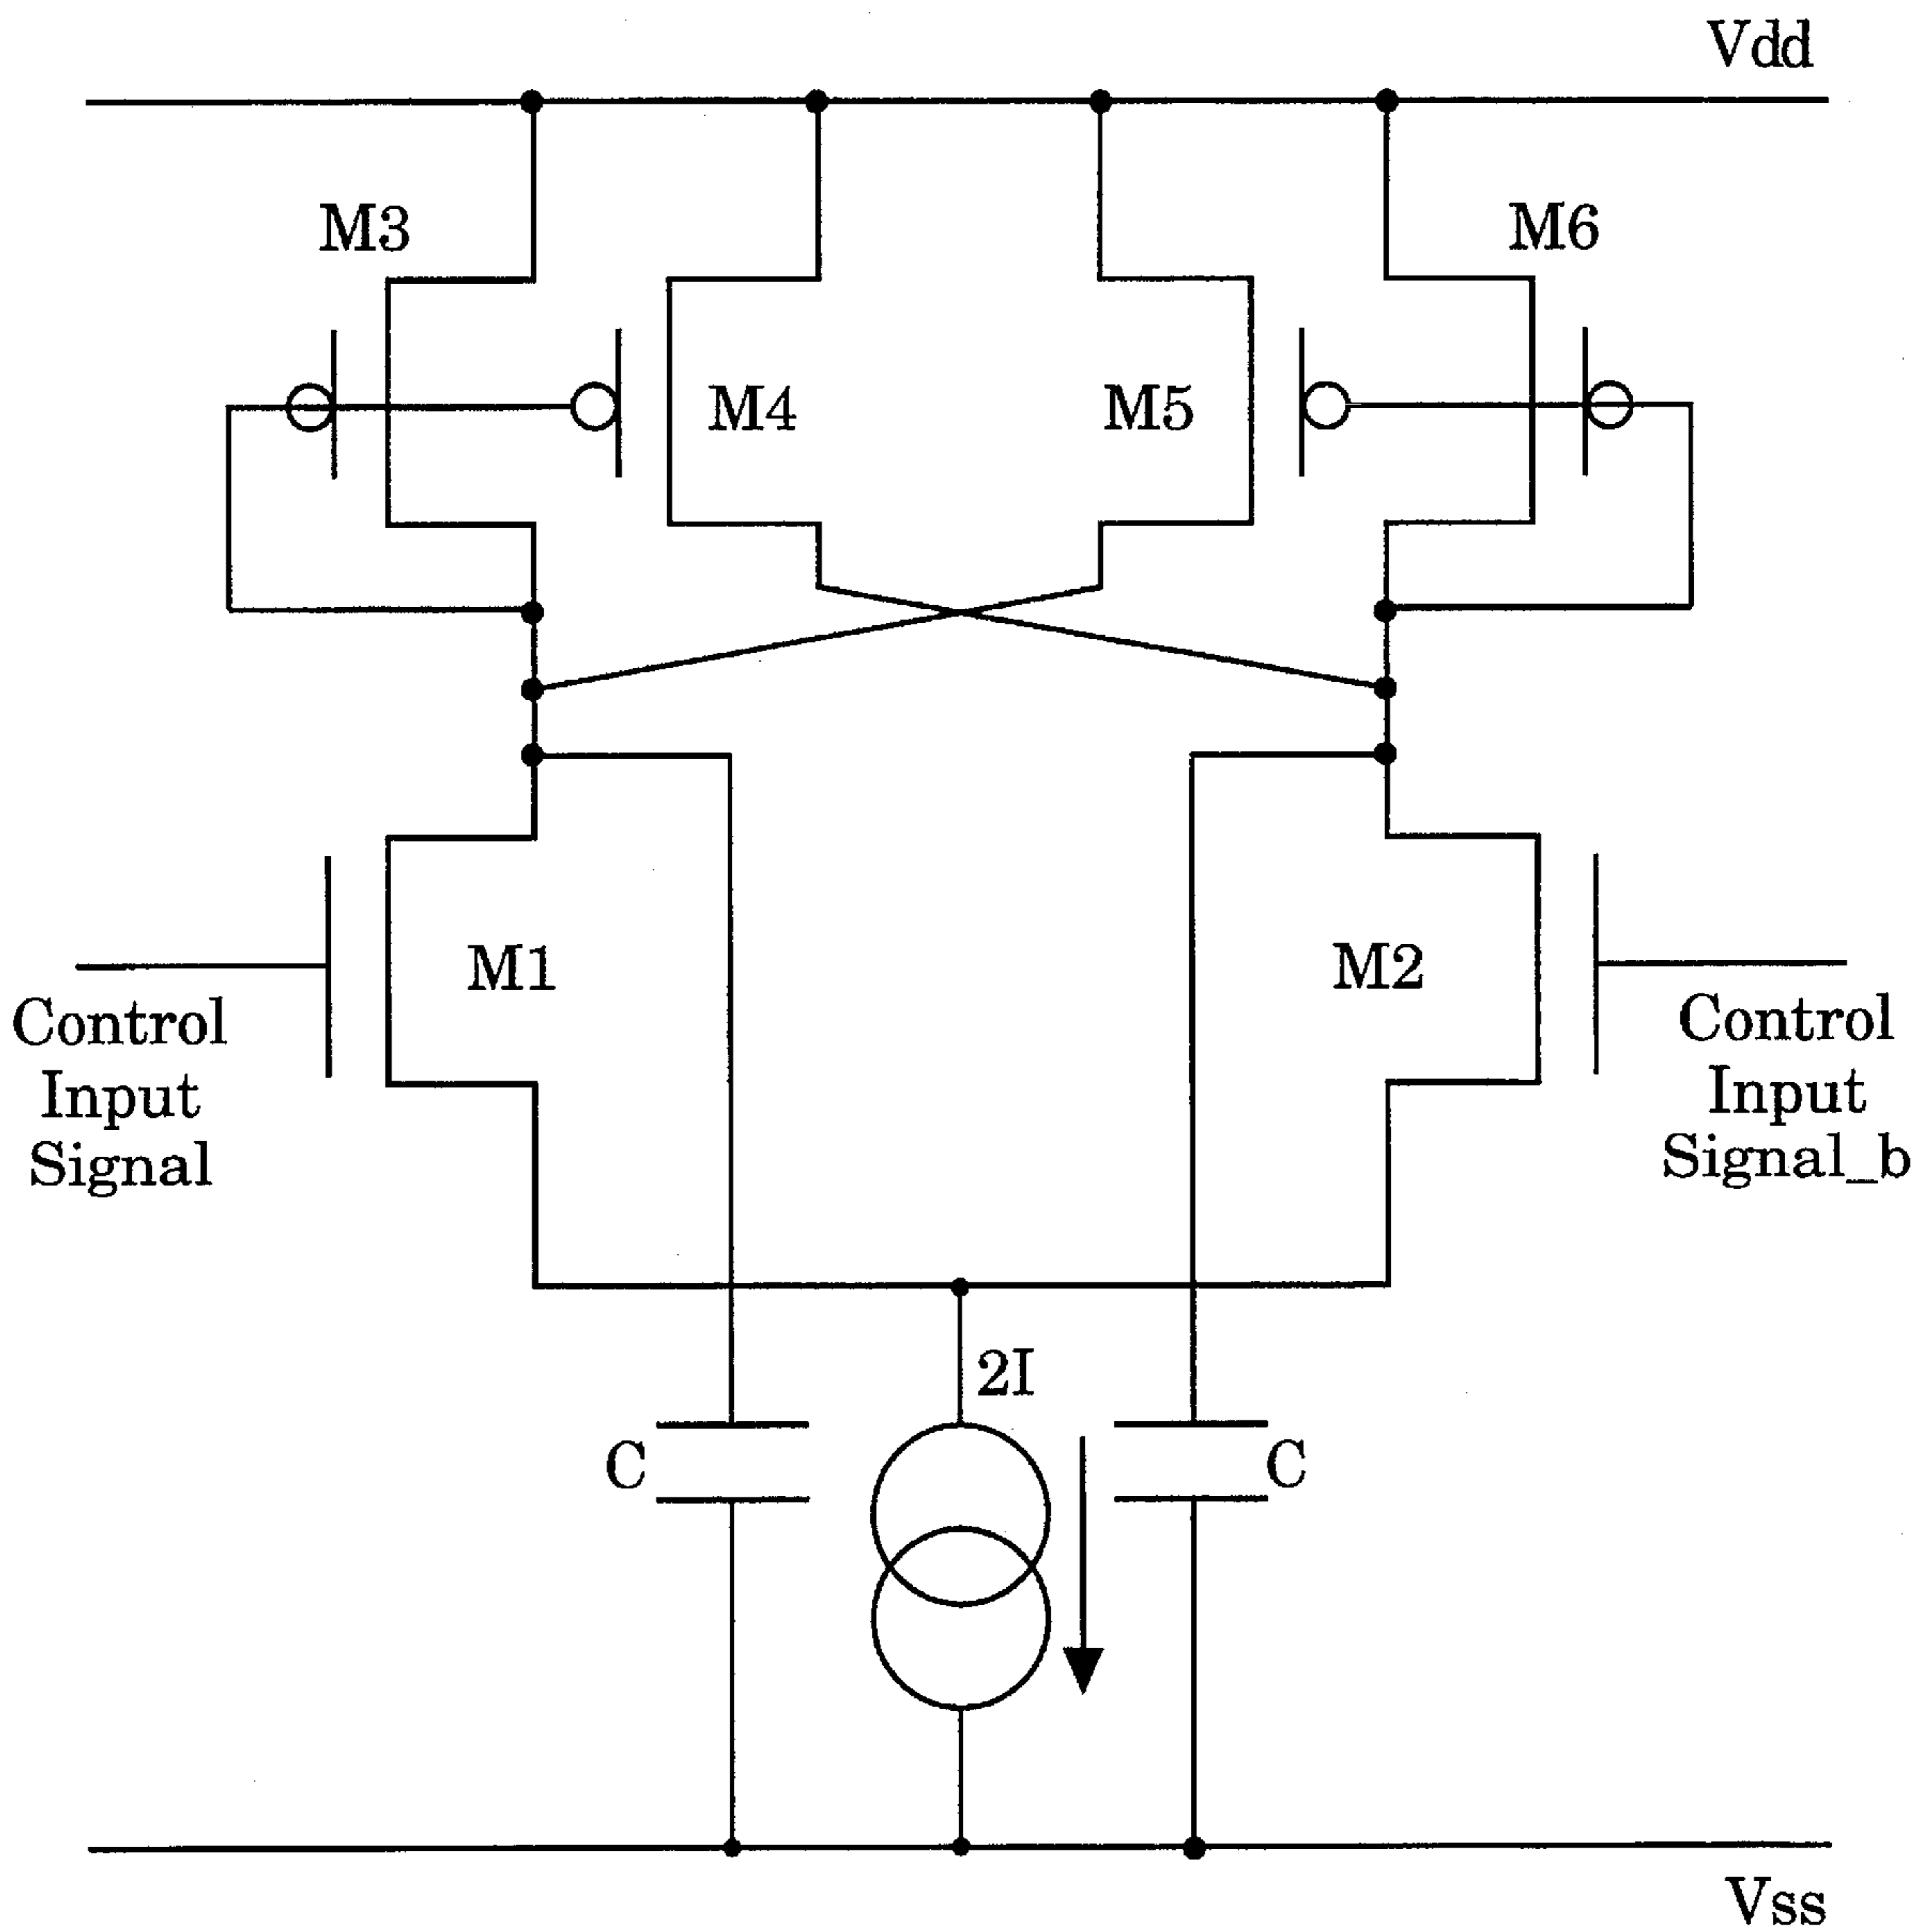 Vdd
M3
M6
M4
M5
M1
M2
Control
Input
Signal
Control
Input
Signal_b
2I
C
C
Vss